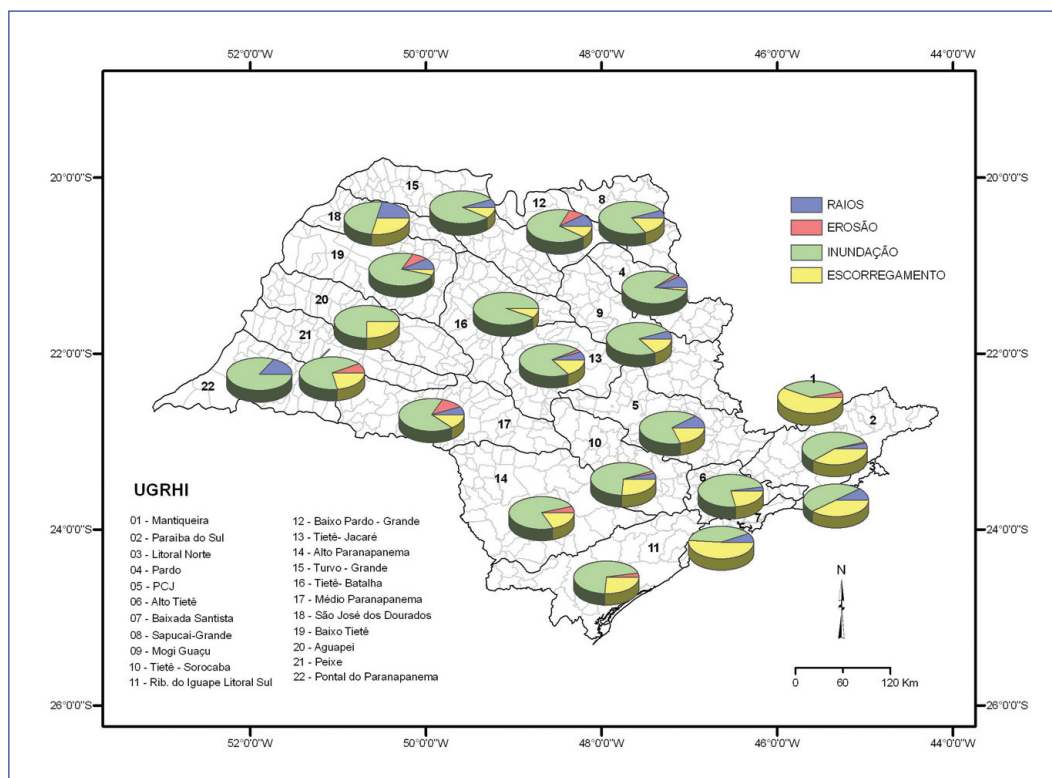 52°0'0"W 50°0'0"W 48°0'0"W 46°0'0"W 44°0'0"W
20°0'0"S 20°0'0"S
22°0'0"S 22°0'0"S
24°0'0"S 24°0'0"S
26°0'0"S 26°0'0"S
RAIOS
EROSÃO
INUNDAÇÃO
ESCORREGAMENTO
15
12
8
18
19
4
20
16
9
21
13
22
1
2
5
17
10
14
6
11
UGRHI
01 - Mantiqueira
02 - Paraíba do Sul
03 - Litoral Norte
04 - Pardo
05 - PCJ
06 - Alto Tietê
07 - Baixada Santista
08 - Sapucai-Grande
09 - Mogi Guaçu
10 - Tietê - Sorocaba
11 - Rib. do Iguape Litoral Sul
12 - Baixo Pardo - Grande
13 - Tietê- Jacaré
14 - Alto Paranapanema
15 - Turvo - Grande
16 - Tietê- Batalha
17 - Médio Paranapanema
18 - São José dos Dourados
19 - Baixo Tietê
20 - Aguapei
21 - Peixe
22 - Pontal do Paranapanema
N
0 60 120 Km
52°0'0"W 50°0'0"W 48°0'0"W 46°0'0"W 44°0'0"W